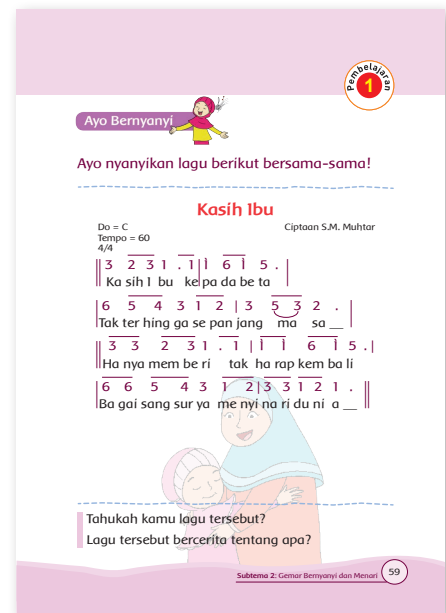 Pembelajaran
1
Ayo Bernyanyi
Ayo nyanyikan lagu berikut bersama-sama!
Kasih Ibu
Do = C
Ciptaan S.M. Muhtar
Tempo = 60
4/4
3 2 3 1 . 1 | 1 6 1 5 . |
Ka sih I bu ke pa da be ta
| 6 5 4 3 1 2 | 3 5 3 2 . |
Tak ter hing ga se pan jang ma sa __
|| 3 3 2 3 1 . 1 | 1 1 6 1 5 . |
Ha nya mem be ri tak ha rap kem ba li
| 6 6 5 4 3 1 2 | 3 3 1 2 1 . ||
Ba gai sang sur ya me nyi na ri du ni a __
Tahukah kamu lagu tersebut?
Lagu tersebut bercerita tentang apa?
Subtema 2: Gemar Bernyanyi dan Menari
59